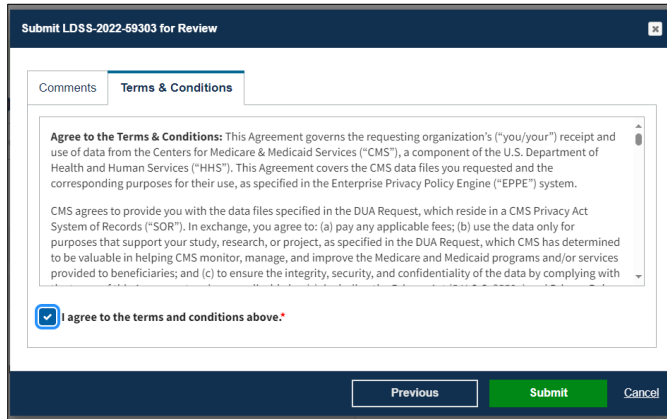 Submit LDSS-2022-59303 for Review
Comments
Terms & Conditions
Agree to the Terms & Conditions: This Agreement governs the requesting organization's ("you/your") receipt and
use of data from the Centers for Medicare & Medicaid Services ("CMS"), a component of the U.S. Department of
Health and Human Services ("HHS"). This Agreement covers the CMS data files you requested and the
corresponding purposes for their use, as specified in the Enterprise Privacy Policy Engine ("EPPE") system.
CMS agrees to provide you with the data files specified in the DUA Request, which reside in a CMS Privacy Act
System of Records ("SOR"). In exchange, you agree to: (a) pay any applicable fees; (b) use the data only for
purposes that support your study, research, or project, as specified in the DUA Request, which CMS has determined
to be valuable in helping CMS monitor, manage, and improve the Medicare and Medicaid programs and/or services
provided to beneficiaries; and (c) to ensure the integrity, security, and confidentiality of the data by complying with
I agree to the terms and conditions above.*
Previous
Submit
Cancel